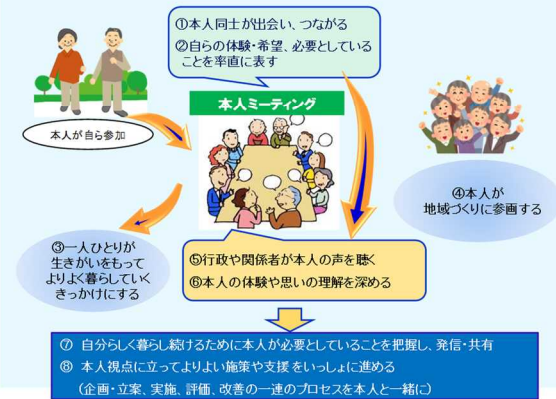 ①本人同士が出会い、つながる
②自らの体験・希望、必要としている
ことを率直に表す
本人ミーティング
本人が自ら参加
④本人が
地域づくりに参画する
③一人ひとりが
生きがいをもって
よりよく暮らしていく
きっかけにする
⑤行政や関係者が本人の声を聴く
⑥本人の体験や思いの理解を深める
⑦ 自分らしく暮らし続けるために本人が必要としていることを把握し、発信・共有
⑧ 本人視点に立ってよりよい施策や支援をいっしょに進める
(企画・立案、実施、評価、改善の一連のプロセスを本人と一緒に)